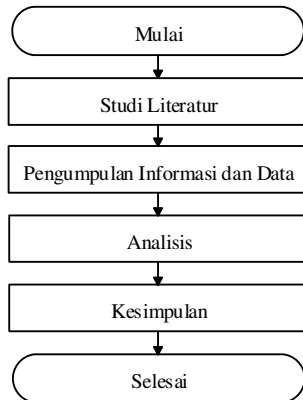 Mulai
Studi Literatur
Pengumpulan Informasi dan Data
Analisis
Kesimpulan
Selesai